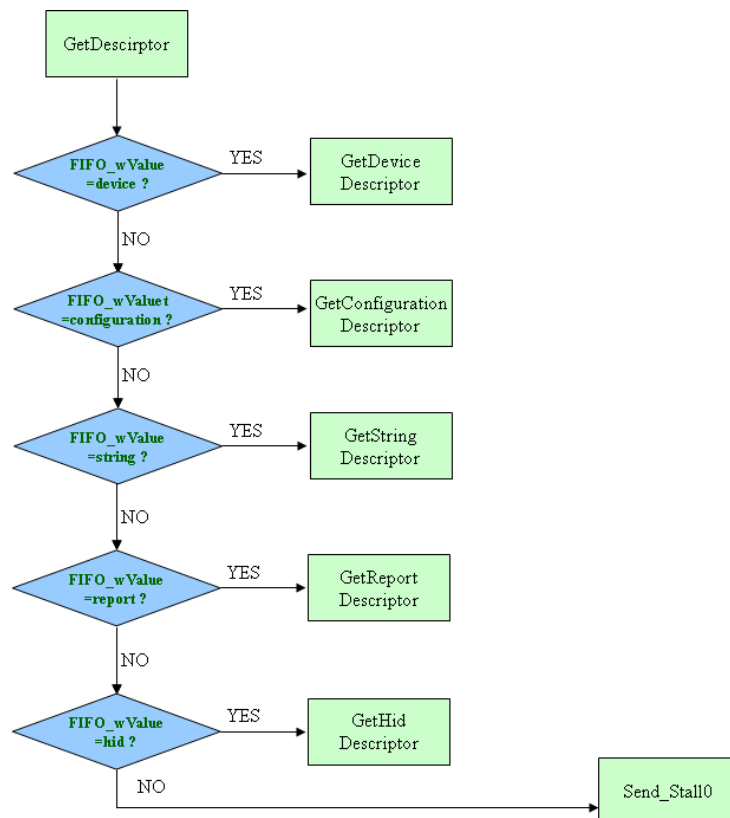 GetDescirptor
FIFO_wValue
=device ?
YES
GetDevice
Descriptor
NO
FIFO_wValuet
=configuration ?
YES
GetConfiguration
Descriptor
NO
FIFO_wValue
=string ?
YES
GetString
Descriptor
NO
FIFO_wValue
=report ?
YES
GetReport
Descriptor
NO
FIFO_wValue
=hid ?
YES
GetHid
Descriptor
NO
Send_Stall0